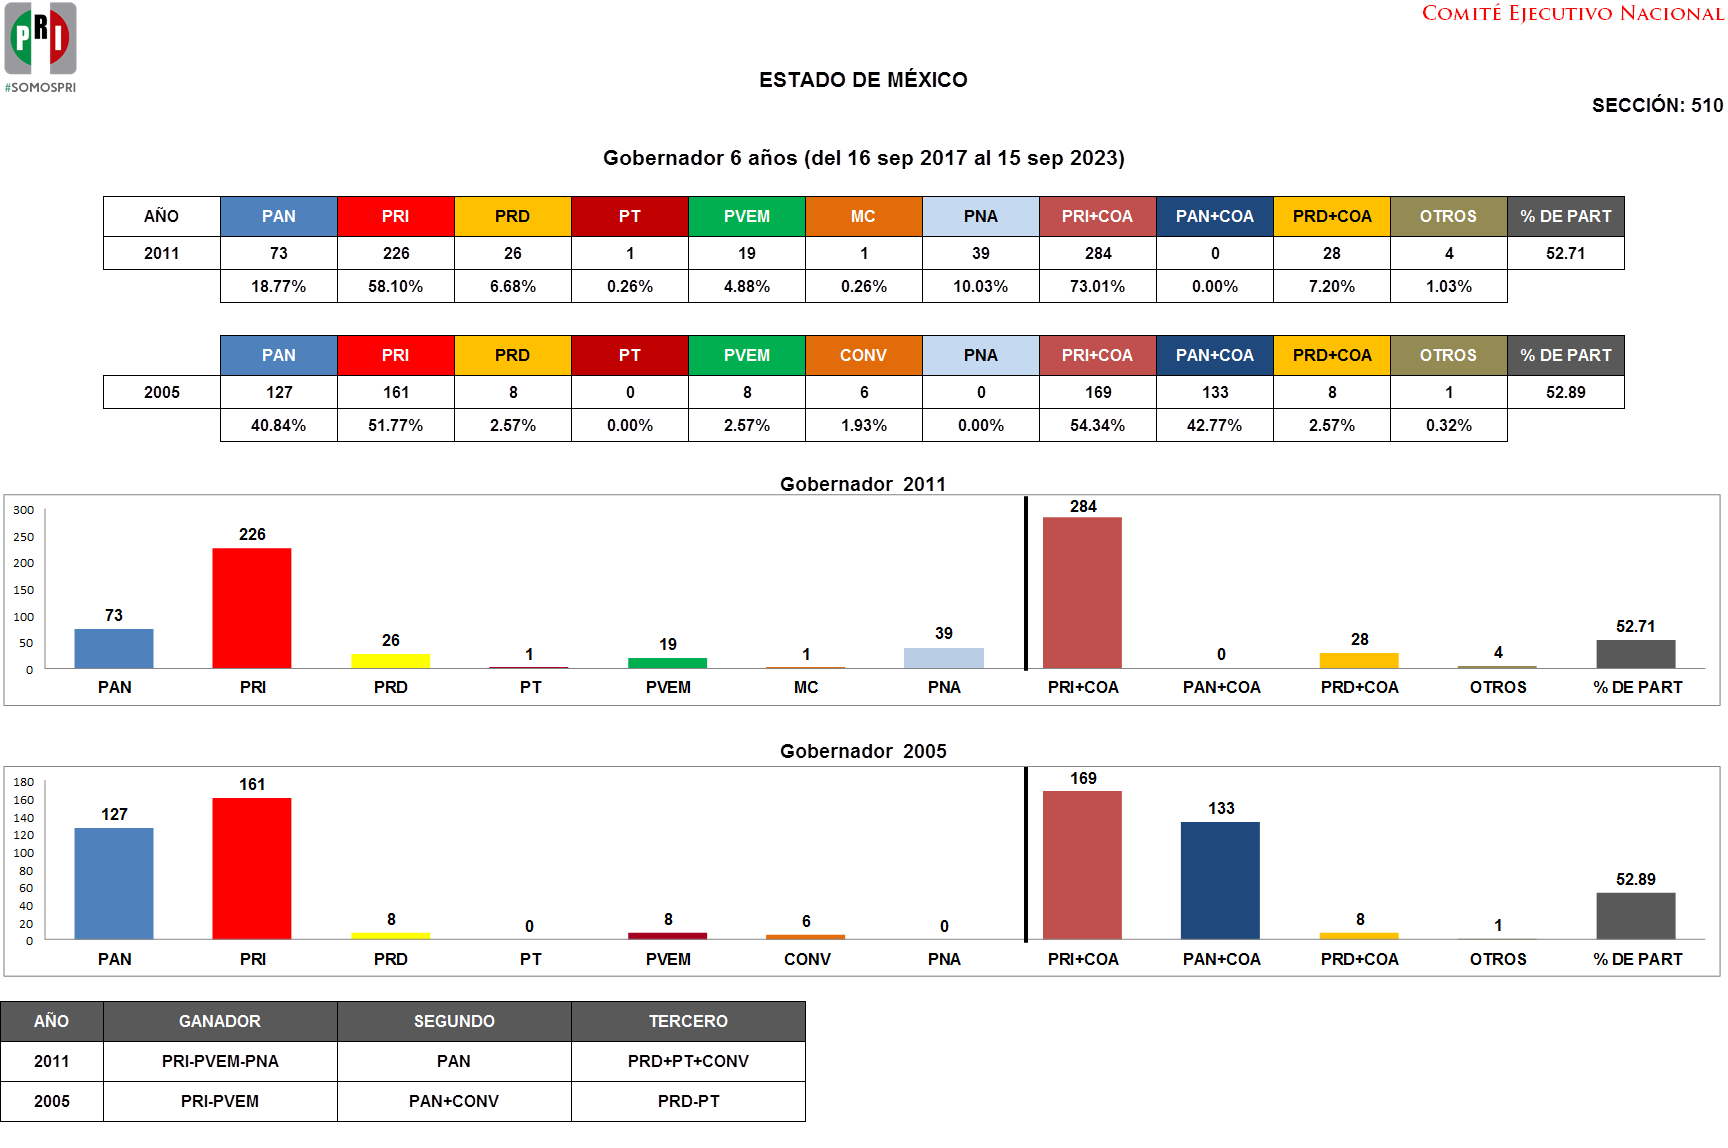 PRI
#SOMOSPRI
COMITÉ EJECUTIVO NACIONAL
ESTADO DE MÉXICO
SECCIÓN: 510
Gobernador 6 años (del 16 sep 2017 al 15 sep 2023)
AÑO PAN PRI PRD PT PVEM MC PNA PRI+COA PAN+COA PRD+COA OTROS % DE PART
2011 73 226 26 1 19 1 39 284 0 28 4 52.71
18.77% 58.10% 6.68% 0.26% 4.88% 0.26% 10.03% 73.01% 0.00% 7.20% 1.03%
PAN PRI PRD PT PVEM CONV PNA PRI+COA PAN+COA PRD+COA OTROS % DE PART
2005 127 161 8 0 8 6 0 169 133 8 1 52.89
40.84% 51.77% 2.57% 0.00% 2.57% 1.93% 0.00% 54.34% 42.77% 2.57% 0.32%
Gobernador 2011
300
250
200
150
100
50
0
73 226 26 1 19 1 39 284 0 28 4 52.71
PAN PRI PRD PT PVEM MC PNA PRI+COA PAN+COA PRD+COA OTROS % DE PART
Gobernador 2005
180
160
140
120
100
80
60
40
20
0
127 161 8 0 8 6 0 169 133 8 1 52.89
PAN PRI PRD PT PVEM CONV PNA PRI+COA PAN+COA PRD+COA OTROS % DE PART
AÑO GANADOR SEGUNDO TERCERO
2011 PRI-PVEM-PNA PAN PRD+PT+CONV
2005 PRI-PVEM PAN+CONV PRD-PT